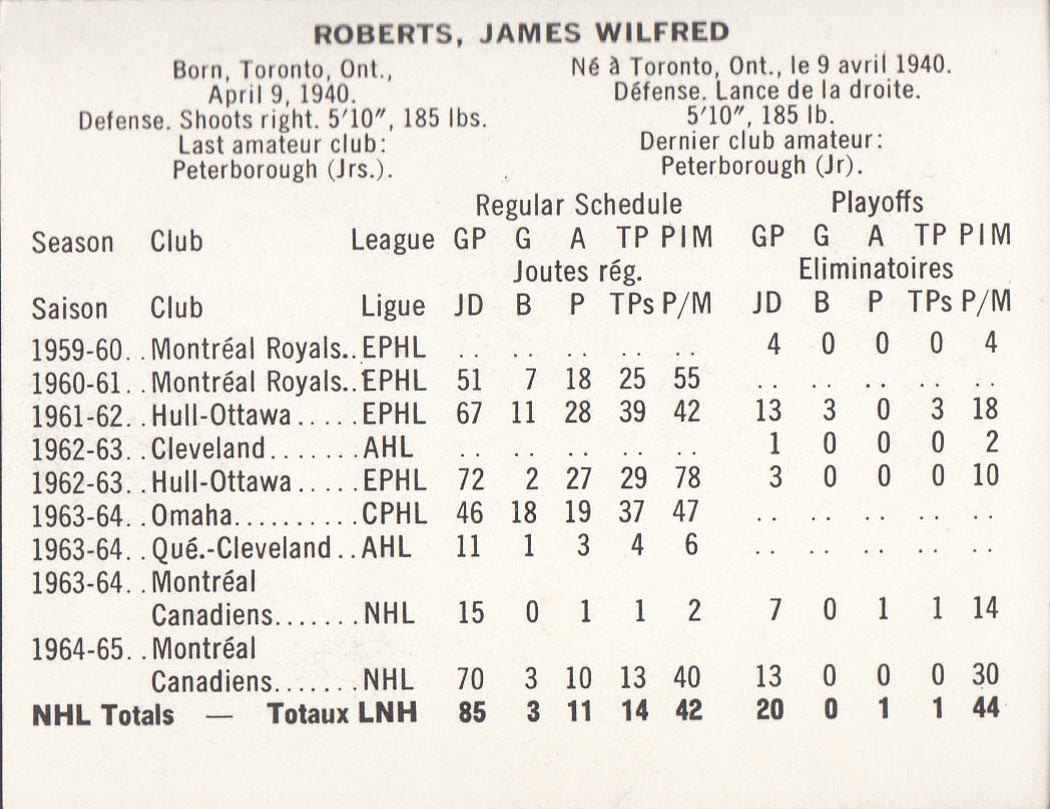 ROBERTS, JAMES WILFRED
Born, Toronto, Ont.,
April 9, 1940.
Defense. Shoots right. 5'10", 185 lbs.
Last amateur club:
Peterborough (Jrs.).
Né à Toronto, Ont., le 9 avril 1940.
Défense. Lance de la droite.
5'10", 185 lb.
Dernier club amateur:
Peterborough (Jr).
Regular Schedule Playoffs
Season Club League GP G A TP PIM GP G A TP PIM
Joutes rég. Eliminatoires
Saison Club Ligue JD B P TPs P/M JD B P TPs P/M
1959-60. . Montréal Royals.. EPHL .. .. .. .. .. 4 0 0 0 4
1960-61. . Montréal Royals.. EPHL 51 7 18 25 55 .. .. .. .. ..
1961-62. . Hull-Ottawa ..... EPHL 67 11 28 39 42 13 3 0 3 18
1962-63. . Cleveland ....... AHL .. .. .. .. .. 1 0 0 0 2
1962-63. . Hull-Ottawa ..... EPHL 72 2 27 29 78 3 0 0 0 10
1963-64. . Omaha.......... CPHL 46 18 19 37 47 .. .. .. .. ..
1963-64. . Qué.-Cleveland .. AHL 11 1 3 4 6 .. .. .. .. ..
1963-64. . Montréal
Canadiens....... NHL 15 0 1 1 2 7 0 1 1 14
1964-65. . Montréal
Canadiens....... NHL 70 3 10 13 40 13 0 0 0 30
NHL Totals — Totaux LNH 85 3 11 14 42 20 0 1 1 44